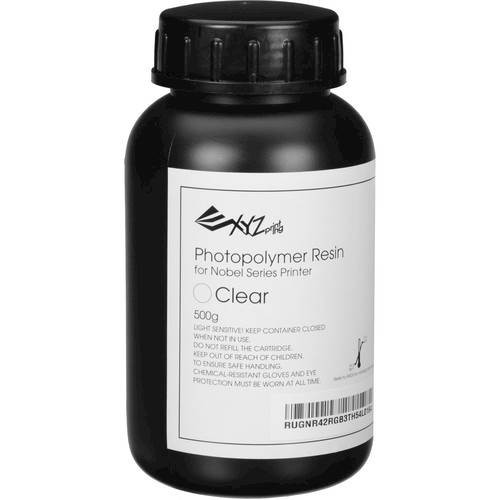 XYZprinting
Photopolymer Resin
for Nobel Series Printer
Clear
500g
LIGHT SENSITIVE! KEEP CONTAINER CLOSED
WHEN NOT IN USE.
DO NOT REFILL THE CARTRIDGE.
KEEP OUT OF REACH OF CHILDREN.
TO ENSURE SAFE HANDLING,
CHEMICAL-RESISTANT GLOVES AND EYE
PROTECTION MUST BE WORN AT ALL TIME.